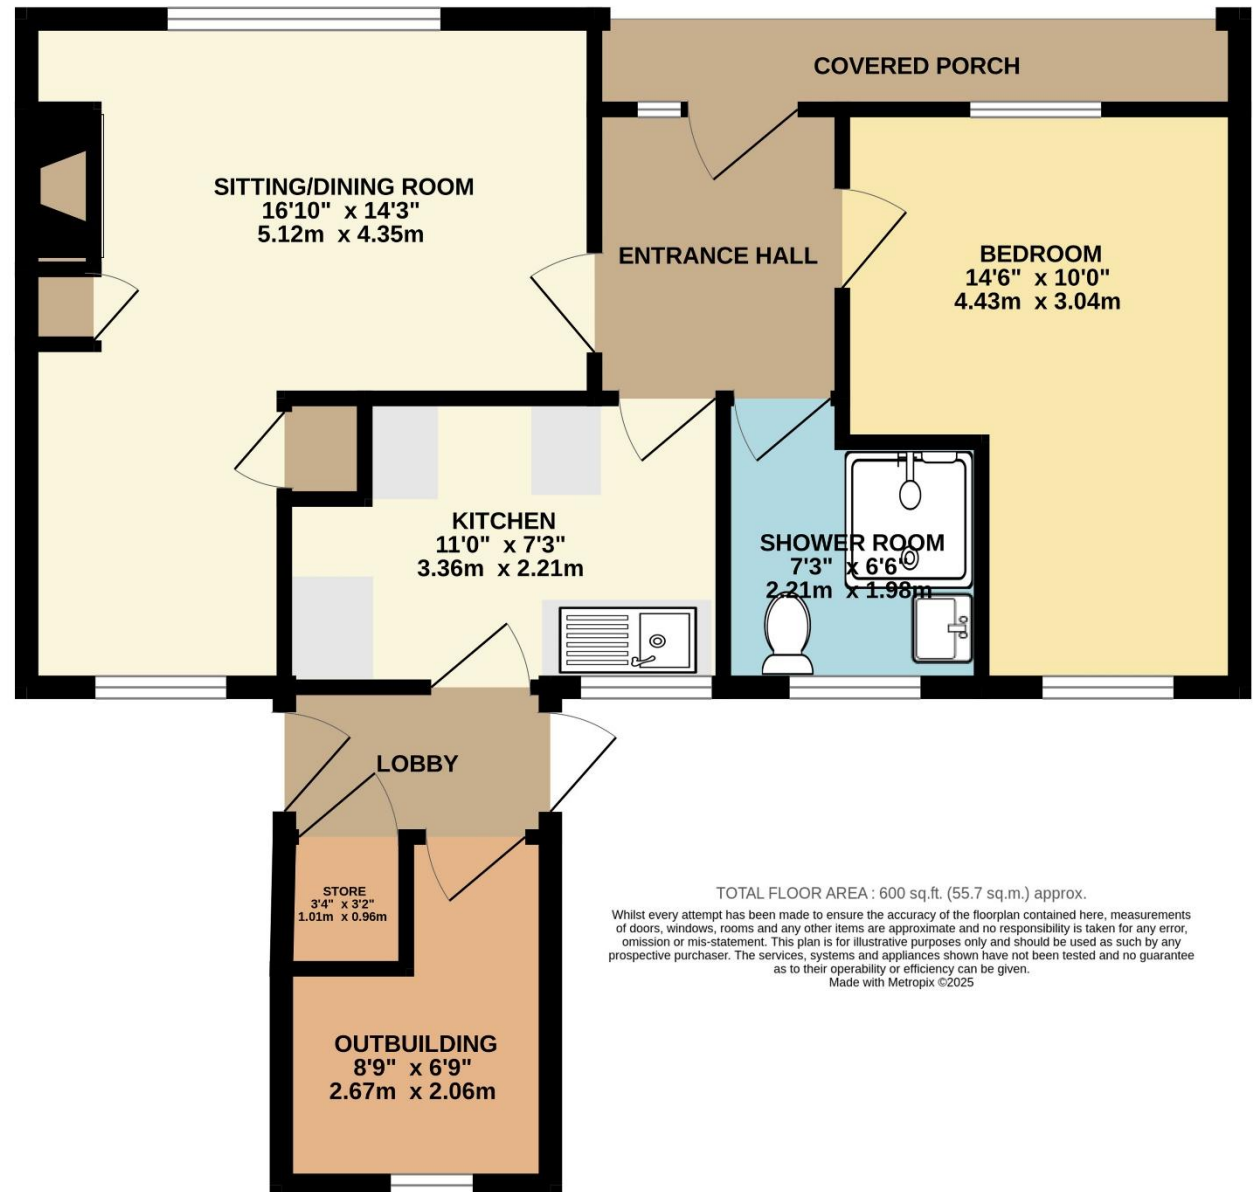 COVERED PORCH
SITTING/DINING ROOM
16'10" x 14'3"
5.12m x 4.35m
ENTRANCE HALL
BEDROOM
14'6" x 10'0"
4.43m x 3.04m
KITCHEN
11'0" x 7'3"
3.36m x 2.21m
SHOWER ROOM
7'3" x 6'6"
2.21m x 1.98m
LOBBY
STORE
3'4" x 3'2"
1.01m x 0.96m
OUTBUILDING
8'9" x 6'9"
2.67m x 2.06m
TOTAL FLOOR AREA : 600 sq.ft. (55.7 sq.m.) approx.
Whilst every attempt has been made to ensure the accuracy of the floorplan contained here, measurements
of doors, windows, rooms and any other items are approximate and no responsibility is taken for any error,
omission or mis-statement. This plan is for illustrative purposes only and should be used as such by any
prospective purchaser. The services, systems and appliances shown have not been tested and no guarantee
as to their operability or efficiency can be given.
Made with Metropix ©2025